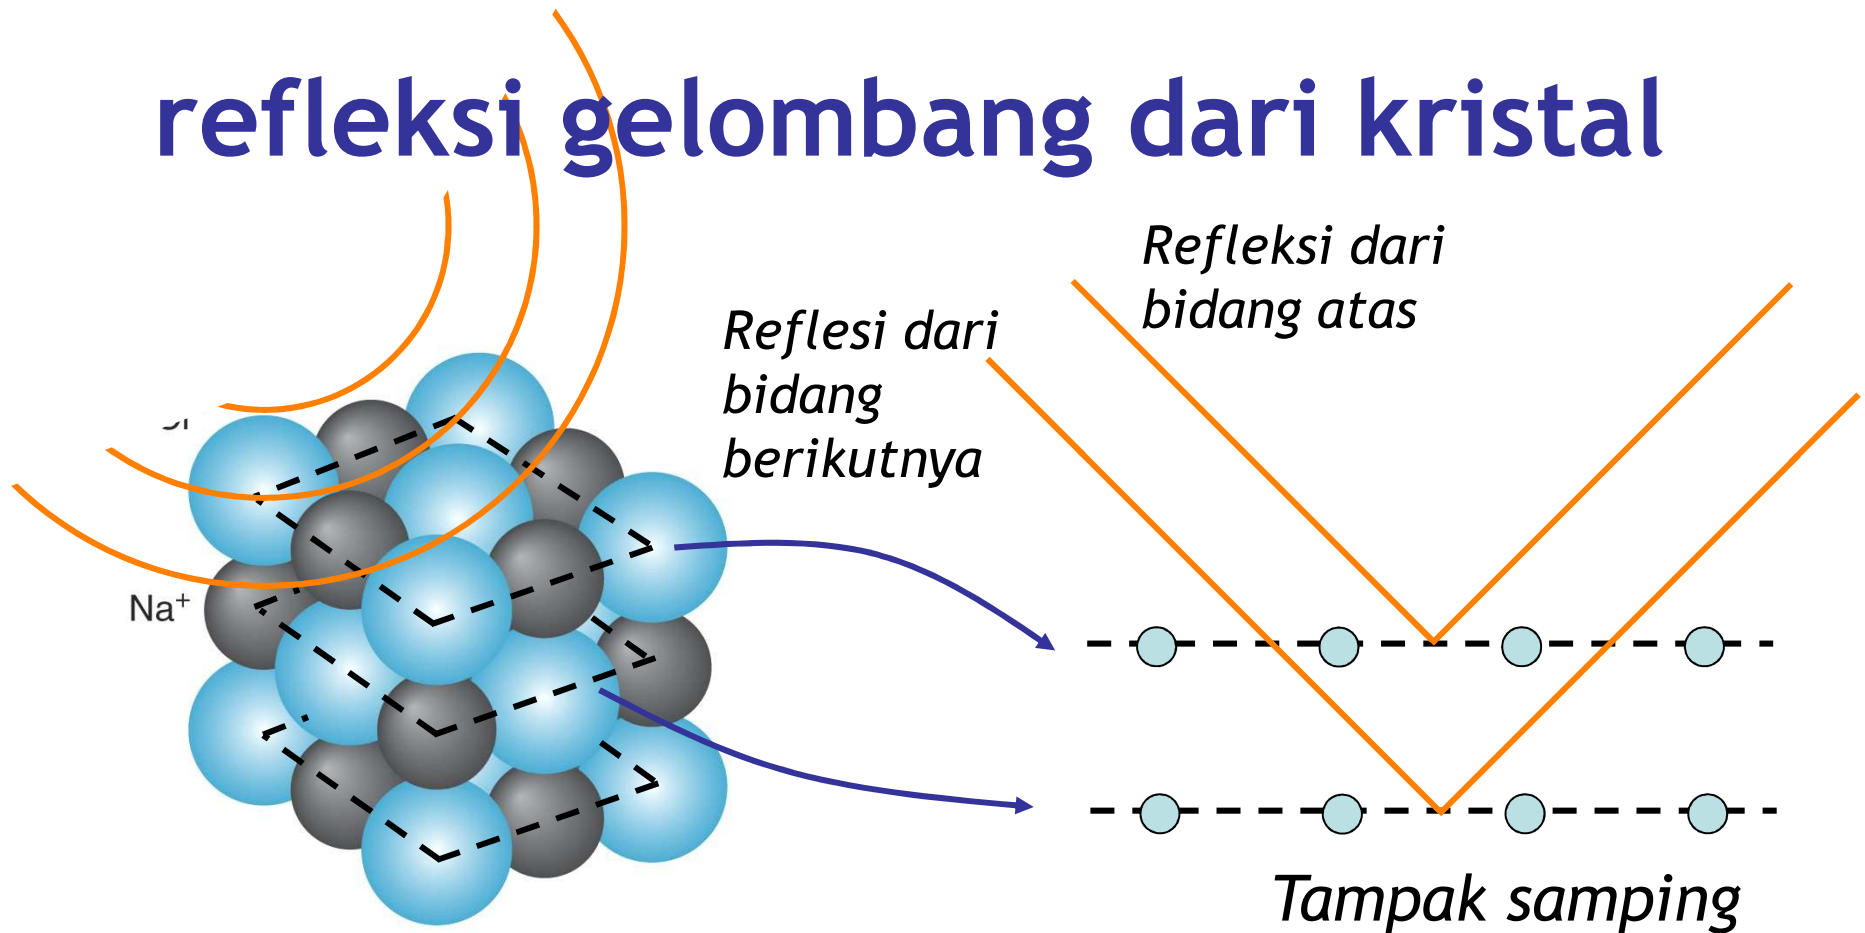 refleksi gelombang dari kristal
Refleksi dari
bidang atas
Reflesi dari
bidang
berikutnya
Na⁺
Tampak samping